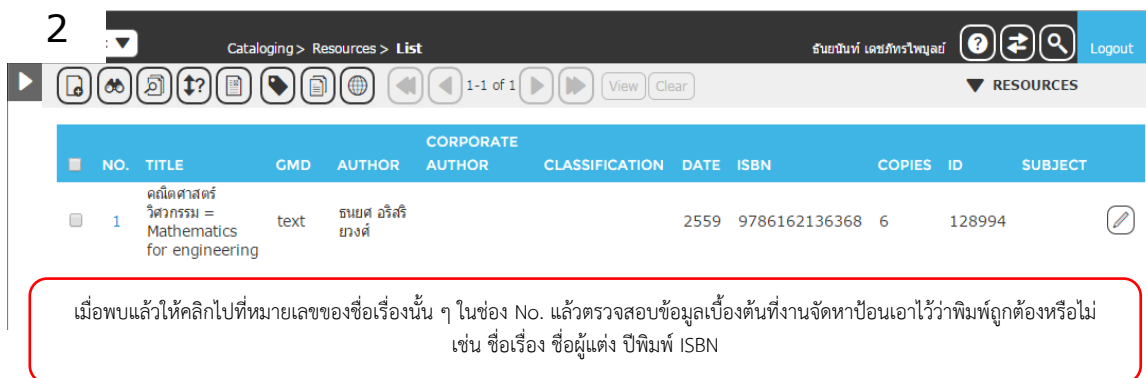 2
Cataloging > Resources > List
ธันยนันท์ เดชภัทรไพบูลย์
Logout
1-1 of 1 View Clear
RESOURCES
NO. TITLE GMD AUTHOR CORPORATE AUTHOR CLASSIFICATION DATE ISBN COPIES ID SUBJECT
1 คณิตศาสตร์ text ธนยศ อริสริ 2559 9786162136368 6 128994
วิศวกรรม = ยวงศ์
Mathematics
for engineering
เมื่อพบแล้วให้คลิกไปที่หมายเลขของชื่อเรื่องนั้น ๆ ในช่อง No. แล้วตรวจสอบข้อมูลเบื้องต้นที่งานจัดหาป้อนเอาไว้ว่าพิมพ์ถูกต้องหรือไม่
เช่น ชื่อเรื่อง ชื่อผู้แต่ง ปีพิมพ์ ISBN